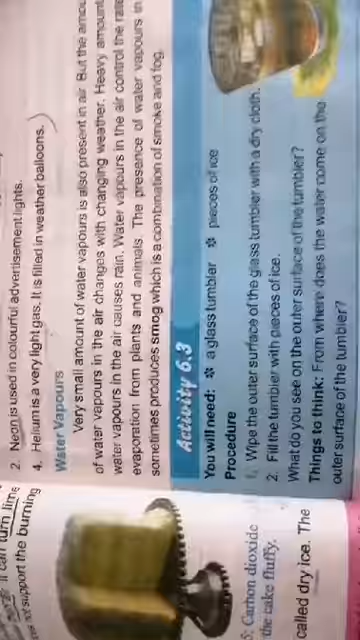 2. Neon is used in colourful advertisement lights.
4. Helium is a very light gas. It is filled in weather balloons.
Water Vapours
Very small amount of water vapours is also present in air. But the
of water vapours in the air changes with changing weather. Heavy amount
water vapours in the air causes rain. Water vapours in the air control the rate
evaporation from plants and animals. The presence of water vapours in
sometimes produces smog which is a combination of smoke and fog.
Activity 6.3
You will need: ❉ a glass tumbler ❉ pieces of ice
Procedure
1. Wipe the outer surface of the glass tumbler with a dry cloth.
2. Fill the tumbler with pieces of ice.
What do you see on the outer surface of the tumbler?
Things to think: From where does the water come on the
outer surface of the tumbler?
it can turn lime
not support the burning
5: Carbon dioxide
the cake fluffy.
called dry ice. The